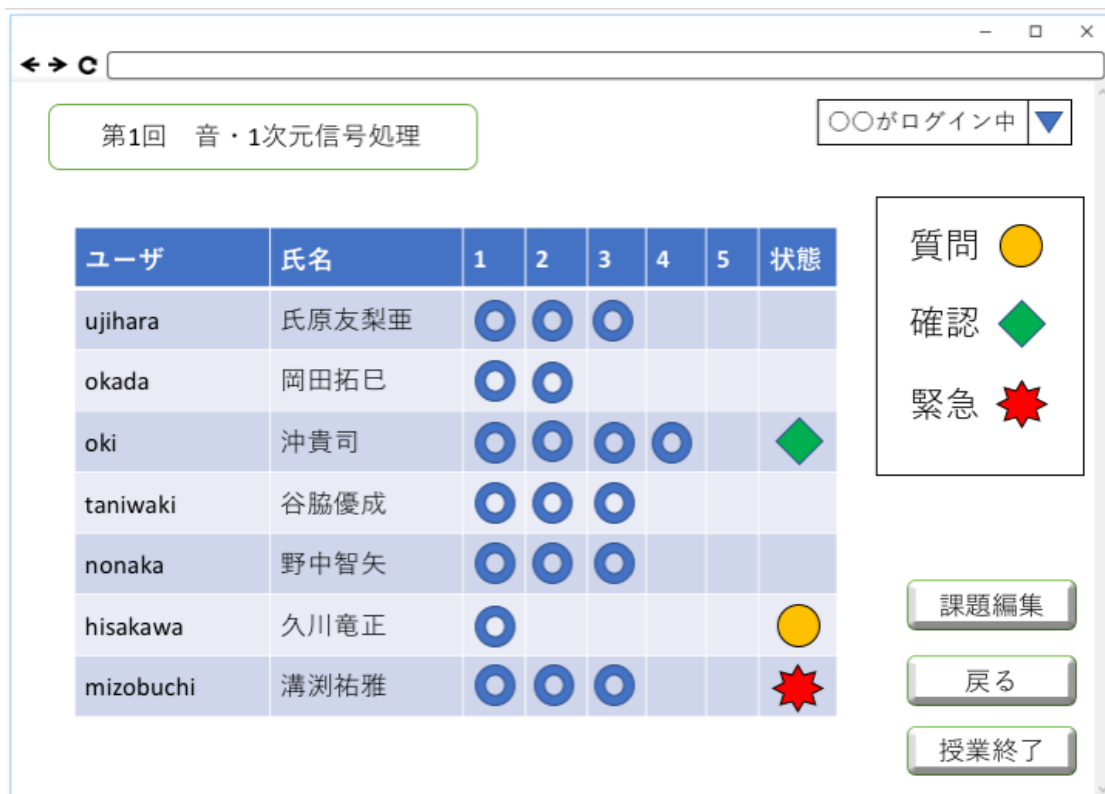 〇〇がログイン中
第1回　音・1次元信号処理
ユーザ 氏名 1 2 3 4 5 状態
ujihara 氏原友梨亜
okada 岡田拓巳
oki 沖貴司
taniwaki 谷脇優成
nonaka 野中智矢
hisakawa 久川竜正
mizobuchi 溝渕祐雅
質問
確認
緊急
課題編集
戻る
授業終了